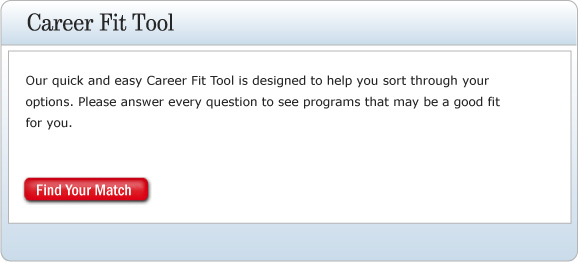 Career Fit Tool
Our quick and easy Career Fit Tool is designed to help you sort through your
options. Please answer every question to see programs that may be a good fit
for you.
Find Your Match